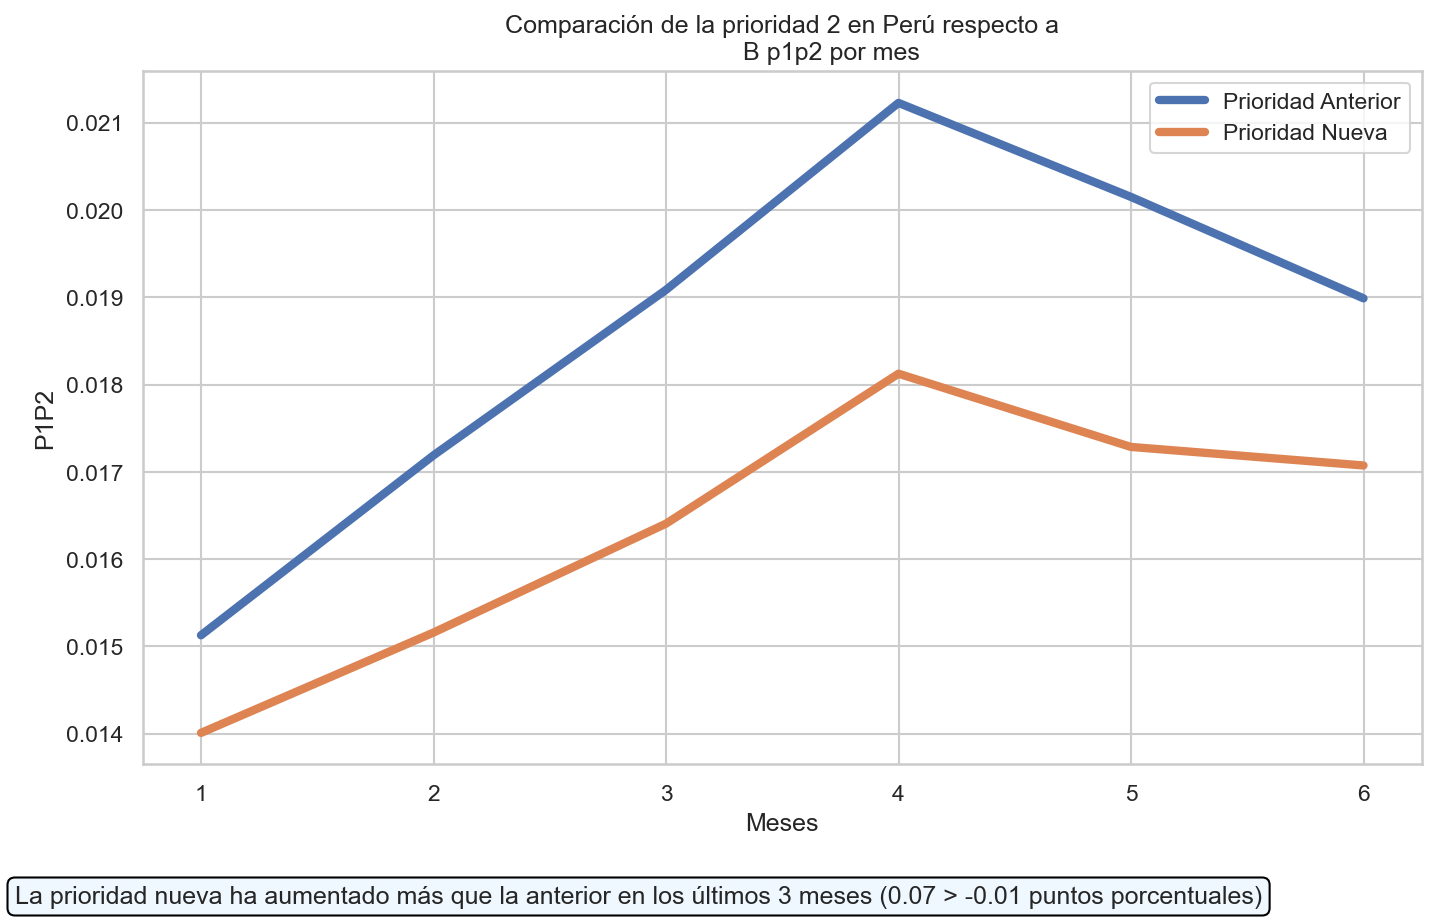 Comparación de la prioridad 2 en Perú respecto a
B p1p2 por mes
Prioridad Anterior
Prioridad Nueva
0.021
0.020
0.019
0.018
0.017
0.016
0.015
0.014
P1P2
1 2 3 4 5 6
Meses
La prioridad nueva ha aumentado más que la anterior en los últimos 3 meses (0.07 > -0.01 puntos porcentuales)